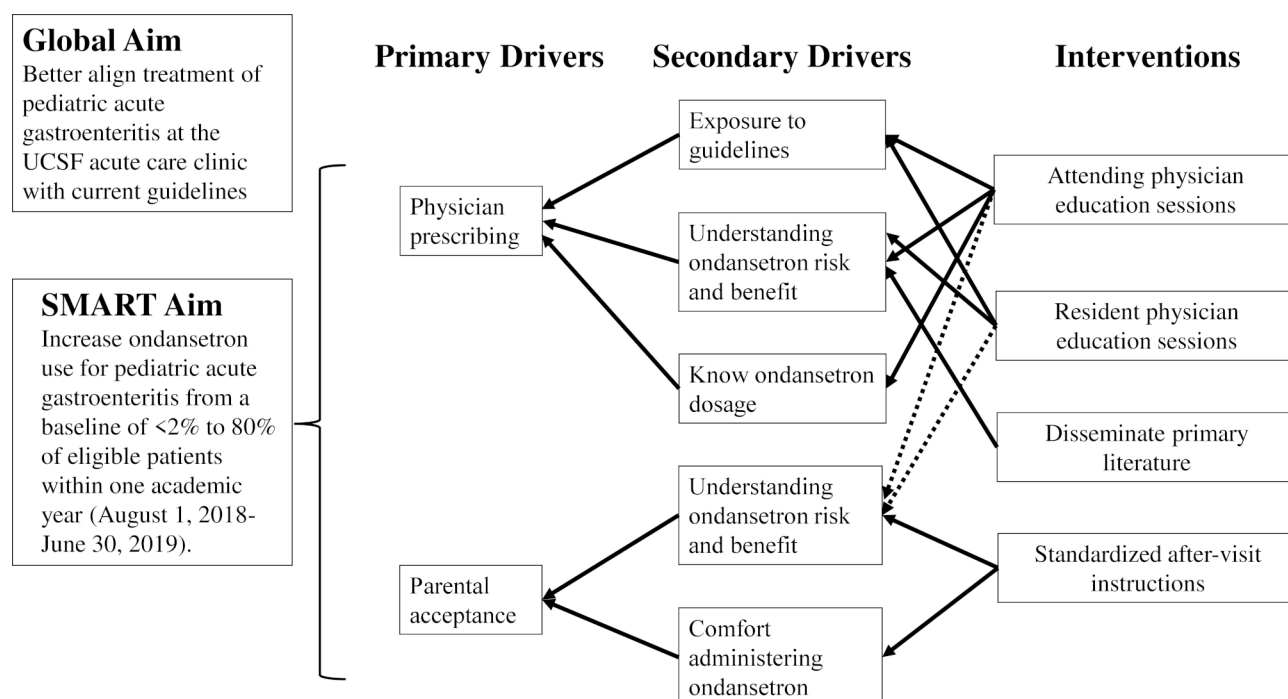 Global Aim
Better align treatment of
pediatric acute
gastroenteritis at the
UCSF acute care clinic
with current guidelines
SMART Aim
Increase ondansetron
use for pediatric acute
gastroenteritis from a
baseline of <2% to 80%
of eligible patients
within one academic
year (August 1, 2018-
June 30, 2019).
Primary Drivers
Physician
prescribing
Parental
acceptance
Secondary Drivers
Exposure to
guidelines
Understanding
ondansetron risk
and benefit
Know ondansetron
dosage
Understanding
ondansetron risk
and benefit
Comfort
administering
ondansetron
Interventions
Attending physician
education sessions
Resident physician
education sessions
Disseminate primary
literature
Standardized after-visit
instructions